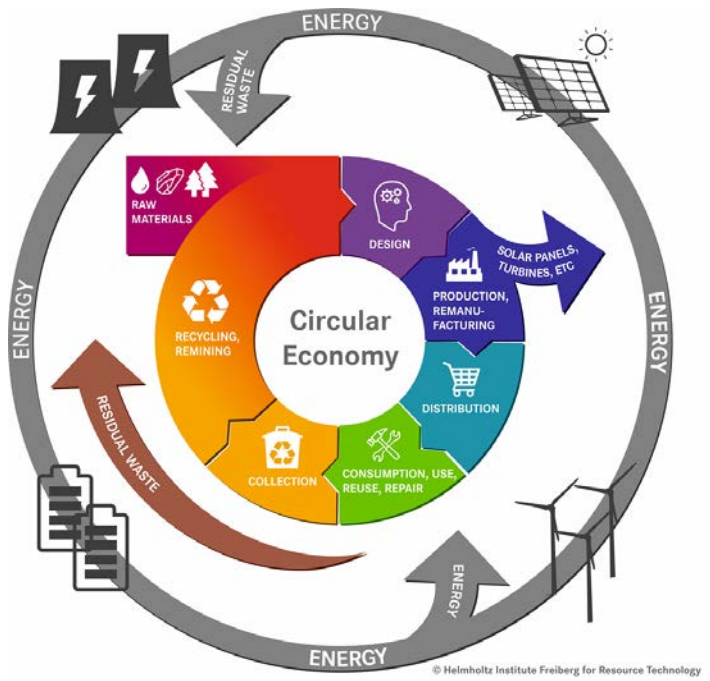 ENERGY
RESIDUAL
WASTE
RAW
MATERIALS
DESIGN
SOLAR PANELS,
TURBINES, ETC
PRODUCTION,
REMANU-
FACTURING
ENERGY
ENERGY
RECYCLING,
REMINING
Circular
Economy
DISTRIBUTION
RESIDUAL WASTE
COLLECTION
CONSUMPTION, USE,
REUSE, REPAIR
ENERGY
ENERGY
© Helmholtz Institute Freiberg for Resource Technology